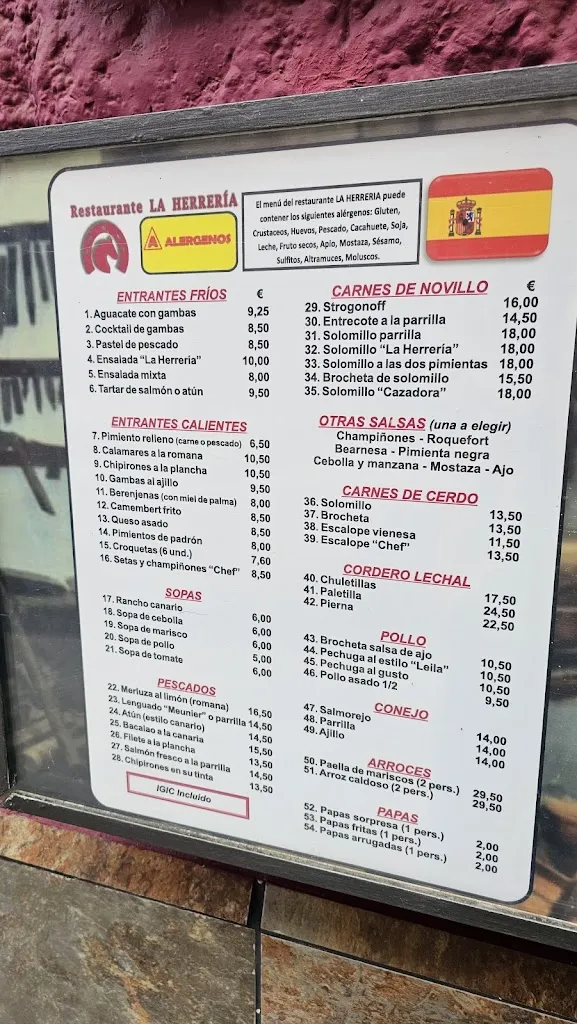 Restaurante LA HERRERÍA
ALERGENOS
El menú del restaurante LA HERRERIA puede
contener los siguientes alérgenos: Gluten,
Crustaceos, Huevos, Pescado, Cacahuete, Soja,
Leche, Fruto secos, Apio, Mostaza, Sésamo,
Sulfitos, Altramuces, Moluscos.
ENTRANTES FRÍOS €
1. Aguacate con gambas 9,25
2. Cocktail de gambas 8,50
3. Pastel de pescado 8,50
4. Ensalada "La Herreria" 10,00
5. Ensalada mixta 8,00
6. Tartar de salmón o atún 9,50
ENTRANTES CALIENTES
7. Pimiento relleno (carne o pescado) 6,50
8. Calamares a la romana 10,50
9. Chipirones a la plancha 10,50
10. Gambas al ajillo 9,50
11. Berenjenas (con miel de palma) 8,00
12. Camembert frito 8,50
13. Queso asado 8,50
14. Pimientos de padrón 8,00
15. Croquetas (6 und.) 7,60
16. Setas y champiñones "Chef" 8,50
SOPAS
17. Rancho canario 6,00
18. Sopa de cebolla 6,00
19. Sopa de marisco 6,00
20. Sopa de pollo 5,00
21. Sopa de tomate 6,00
PESCADOS
22. Merluza al limón (romana) 16,50
23. Lenguado "Meunier" o parrilla 14,50
24. Atún (estilo canario) 14,50
25. Bacalao a la canaria 15,50
26. Filete a la plancha 13,50
27. Salmón fresco a la parrilla 14,50
28. Chipirones en su tinta 13,50
IGIC Incluido
CARNES DE NOVILLO €
29. Strogonoff 16,00
30. Entrecote a la parrilla 14,50
31. Solomillo parrilla 18,00
32. Solomillo "La Herrería" 18,00
33. Solomillo a las dos pimientas 18,00
34. Brocheta de solomillo 15,50
35. Solomillo "Cazadora" 18,00
OTRAS SALSAS (una a elegir)
Champiñones - Roquefort
Bearnesa - Pimienta negra
Cebolla y manzana - Mostaza - Ajo
CARNES DE CERDO
36. Solomillo 13,50
37. Brocheta 13,50
38. Escalope vienesa 11,50
39. Escalope "Chef" 13,50
CORDERO LECHAL
40. Chuletillas 17,50
41. Paletilla 24,50
42. Pierna 22,50
POLLO
43. Brocheta salsa de ajo 10,50
44. Pechuga al estilo "Leila" 10,50
45. Pechuga al gusto 10,50
46. Pollo asado 1/2 9,50
CONEJO
47. Salmorejo 14,00
48. Parrilla 14,00
49. Ajillo 14,00
ARROCES
50. Paella de mariscos (2 pers.) 29,50
51. Arroz caldoso (2 pers.) 29,50
PAPAS
52. Papas sorpresa (1 pers.) 2,00
53. Papas fritas (1 pers.) 2,00
54. Papas arrugadas (1 pers.) 2,00